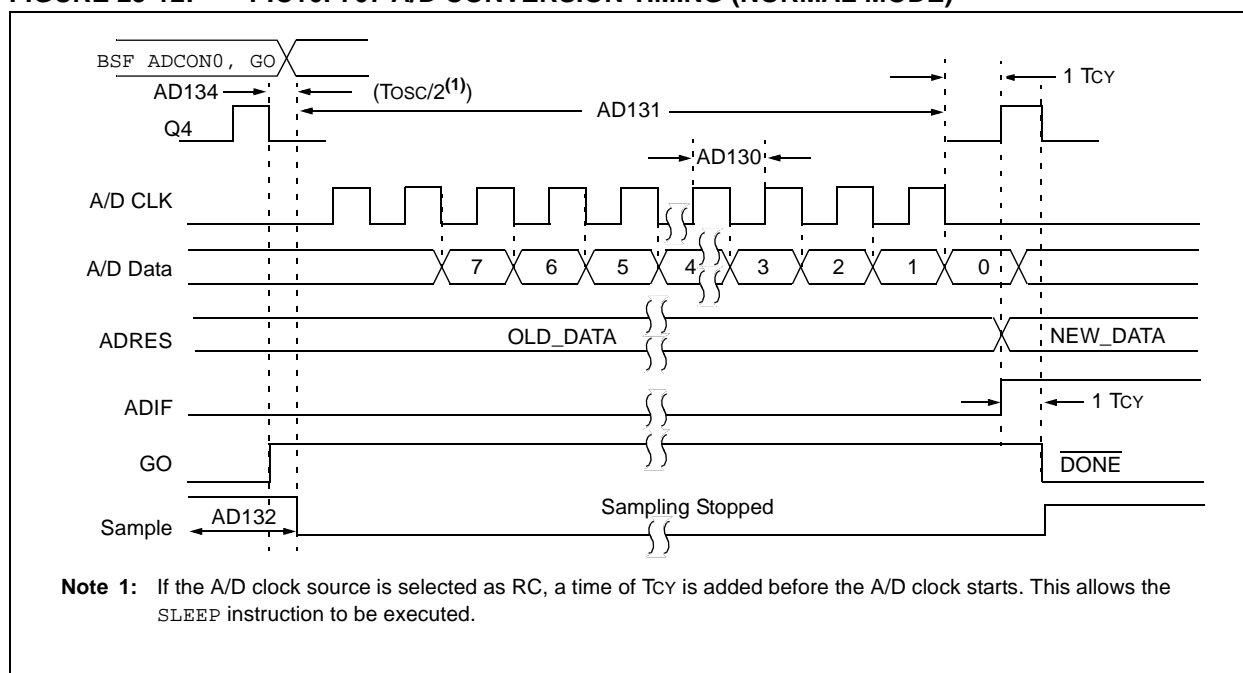 BSF ADCON0, GO
AD134
(TOSC/2(1))
AD131
1 TCY
Q4
AD130
A/D CLK
A/D Data
7 6 5 4 3 2 1 0
ADRES
OLD_DATA
NEW_DATA
ADIF
1 TCY
GO
DONE
Sample
AD132
Sampling Stopped
Note 1: If the A/D clock source is selected as RC, a time of TCY is added before the A/D clock starts. This allows the
SLEEP instruction to be executed.